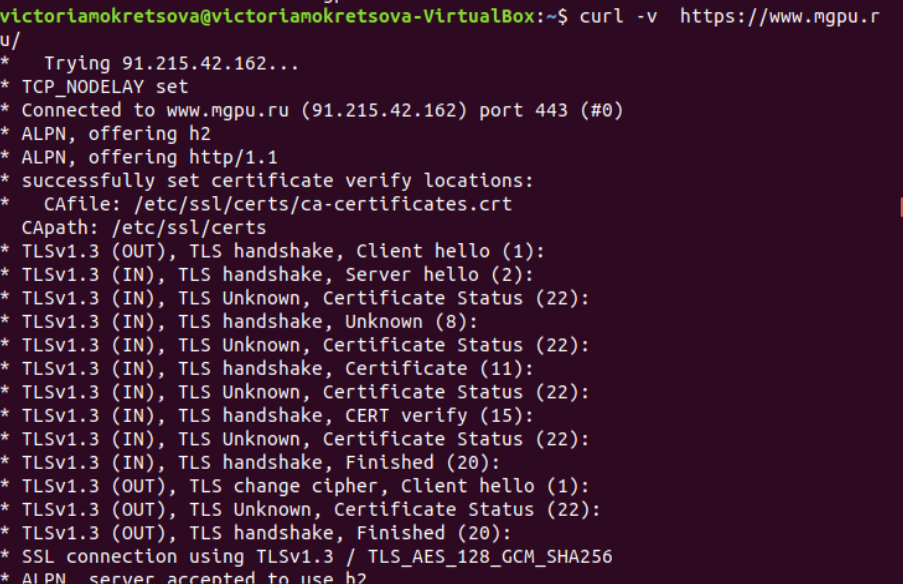 victoriamokretsova@victoriamokretsova-VirtualBox:~$ curl -v  https://www.mgpu.r
u/
*   Trying 91.215.42.162...
* TCP_NODELAY set
* Connected to www.mgpu.ru (91.215.42.162) port 443 (#0)
* ALPN, offering h2
* ALPN, offering http/1.1
* successfully set certificate verify locations:
*   CAfile: /etc/ssl/certs/ca-certificates.crt
  CApath: /etc/ssl/certs
* TLSv1.3 (OUT), TLS handshake, Client hello (1):
* TLSv1.3 (IN), TLS handshake, Server hello (2):
* TLSv1.3 (IN), TLS Unknown, Certificate Status (22):
* TLSv1.3 (IN), TLS handshake, Unknown (8):
* TLSv1.3 (IN), TLS Unknown, Certificate Status (22):
* TLSv1.3 (IN), TLS handshake, Certificate (11):
* TLSv1.3 (IN), TLS Unknown, Certificate Status (22):
* TLSv1.3 (IN), TLS handshake, CERT verify (15):
* TLSv1.3 (IN), TLS Unknown, Certificate Status (22):
* TLSv1.3 (IN), TLS handshake, Finished (20):
* TLSv1.3 (OUT), TLS change cipher, Client hello (1):
* TLSv1.3 (OUT), TLS Unknown, Certificate Status (22):
* TLSv1.3 (OUT), TLS handshake, Finished (20):
* SSL connection using TLSv1.3 / TLS_AES_128_GCM_SHA256
* ALPN, server accepted to use h2